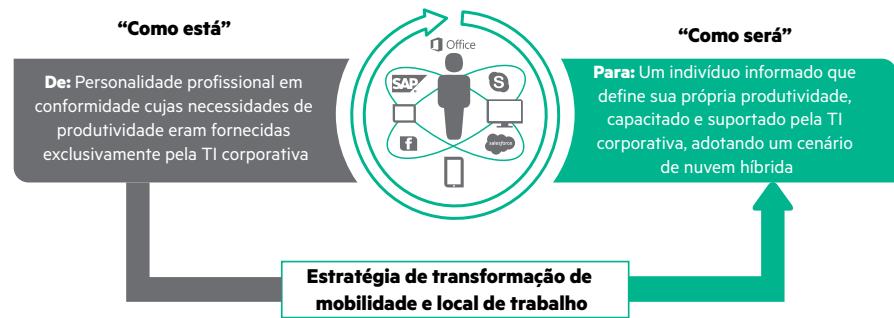 “Como está”
De: Personalidade profissional em
conformidade cujas necessidades de
produtividade eram fornecidas
exclusivamente pela TI corporativa
Office
SAP
S
f
salesforce
“Como será”
Para: Um indivíduo informado que
define sua própria produtividade,
capacitado e suportado pela TI
corporativa, adotando um cenário
de nuvem híbrida
Estratégia de transformação de
mobilidade e local de trabalho